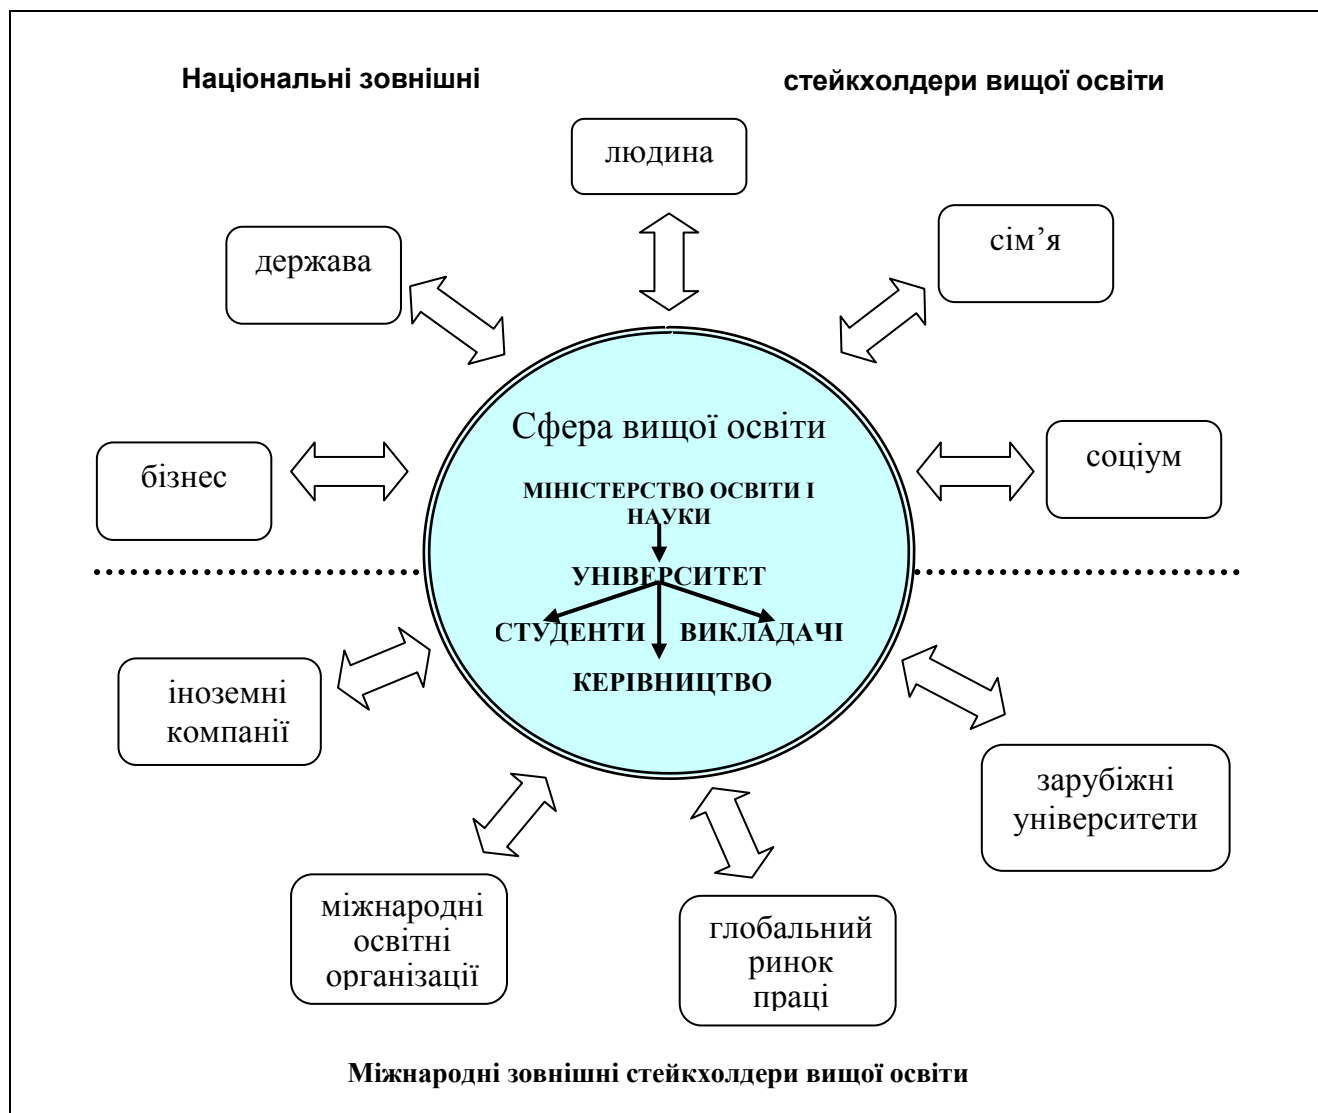 Національні зовнішні стейкхолдери вищої освіти
людина
держава
сім’я
бізнес
соціум
Сфера вищої освіти
МІНІСТЕРСТВО ОСВІТИ І
НАУКИ
УНІВЕРСИТЕТ
СТУДЕНТИ ВИКЛАДАЧІ
КЕРІВНИЦТВО
іноземні
компанії
зарубіжні
університети
міжнародні
освітні
організації
глобальний
ринок
праці
Міжнародні зовнішні стейкхолдери вищої освіти